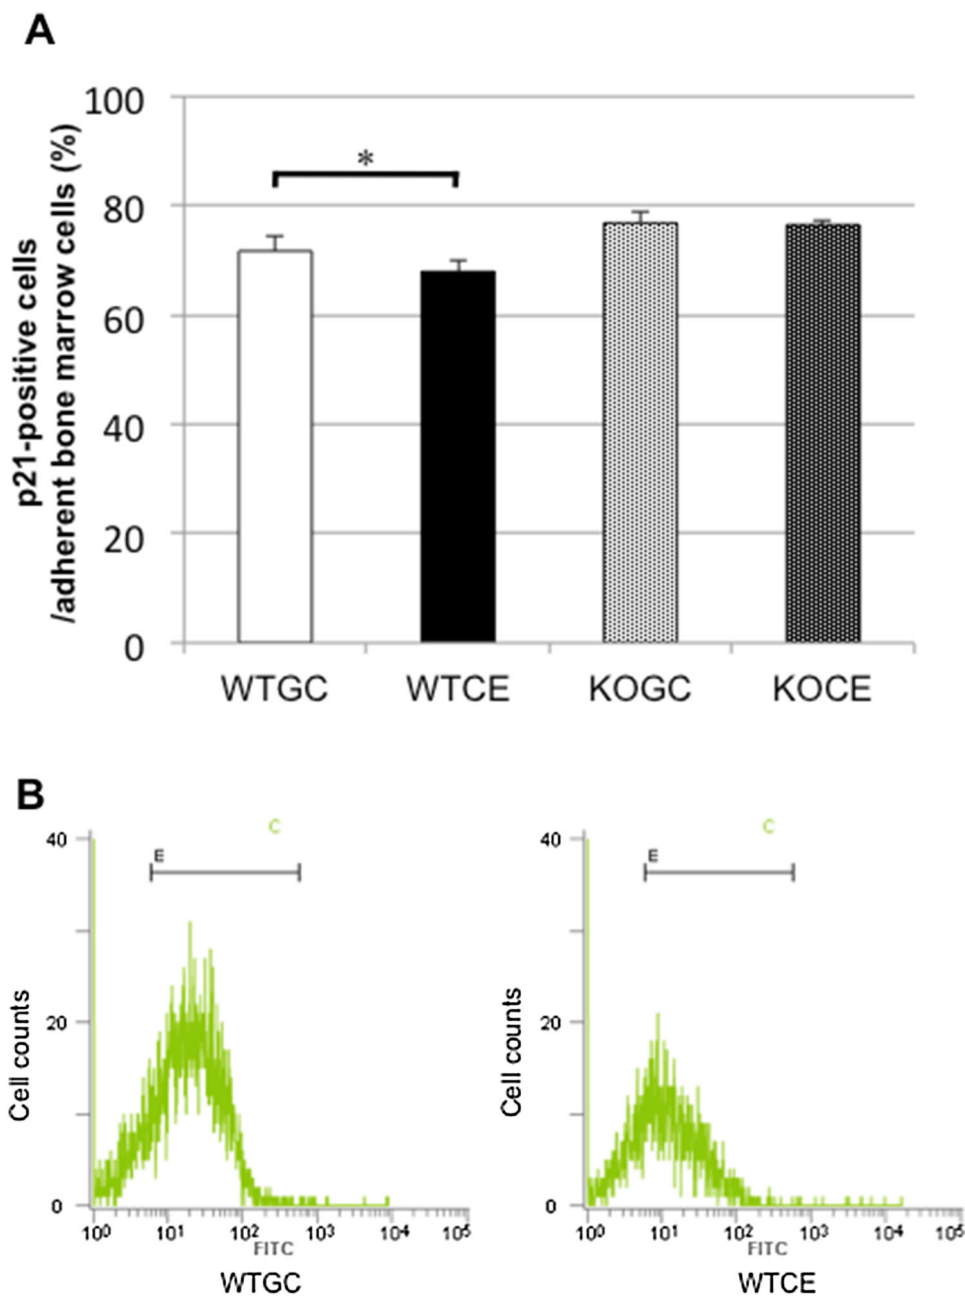 A
p21-positive cells
/adherent bone marrow cells (%)
100
80
60
40
20
0
*
WTGC WTCE KOGC KOCE
B
Cell counts
40
20
0
E
C
10⁰ 10¹ 10² 10³ 10⁴ 10⁵
FITC
WTGC
Cell counts
40
20
0
E
C
10⁰ 10¹ 10² 10³ 10⁴ 10⁵
FITC
WTCE